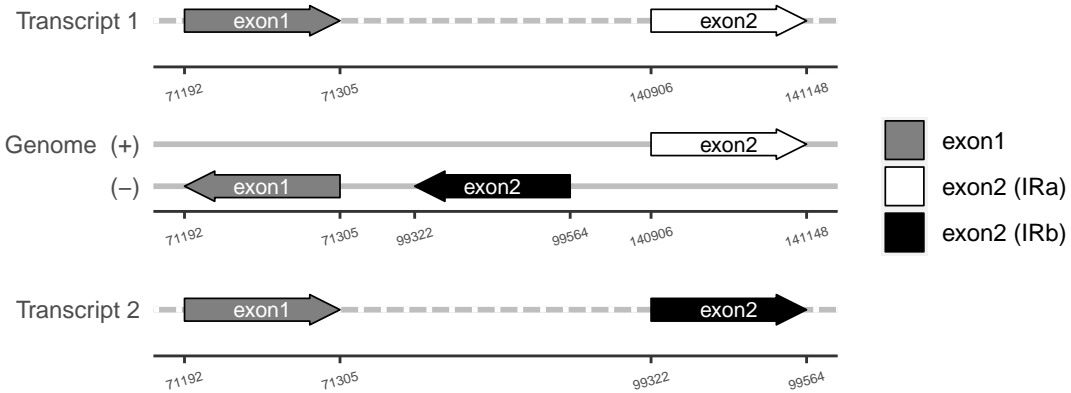 Transcript 1 exon1 exon2
71192 71305 140906 141148
Genome (+) exon2
(−) exon1 exon2
71192 71305 99322 99564 140906 141148
Transcript 2 exon1 exon2
71192 71305 99322 99564
exon1
exon2 (IRa)
exon2 (IRb)